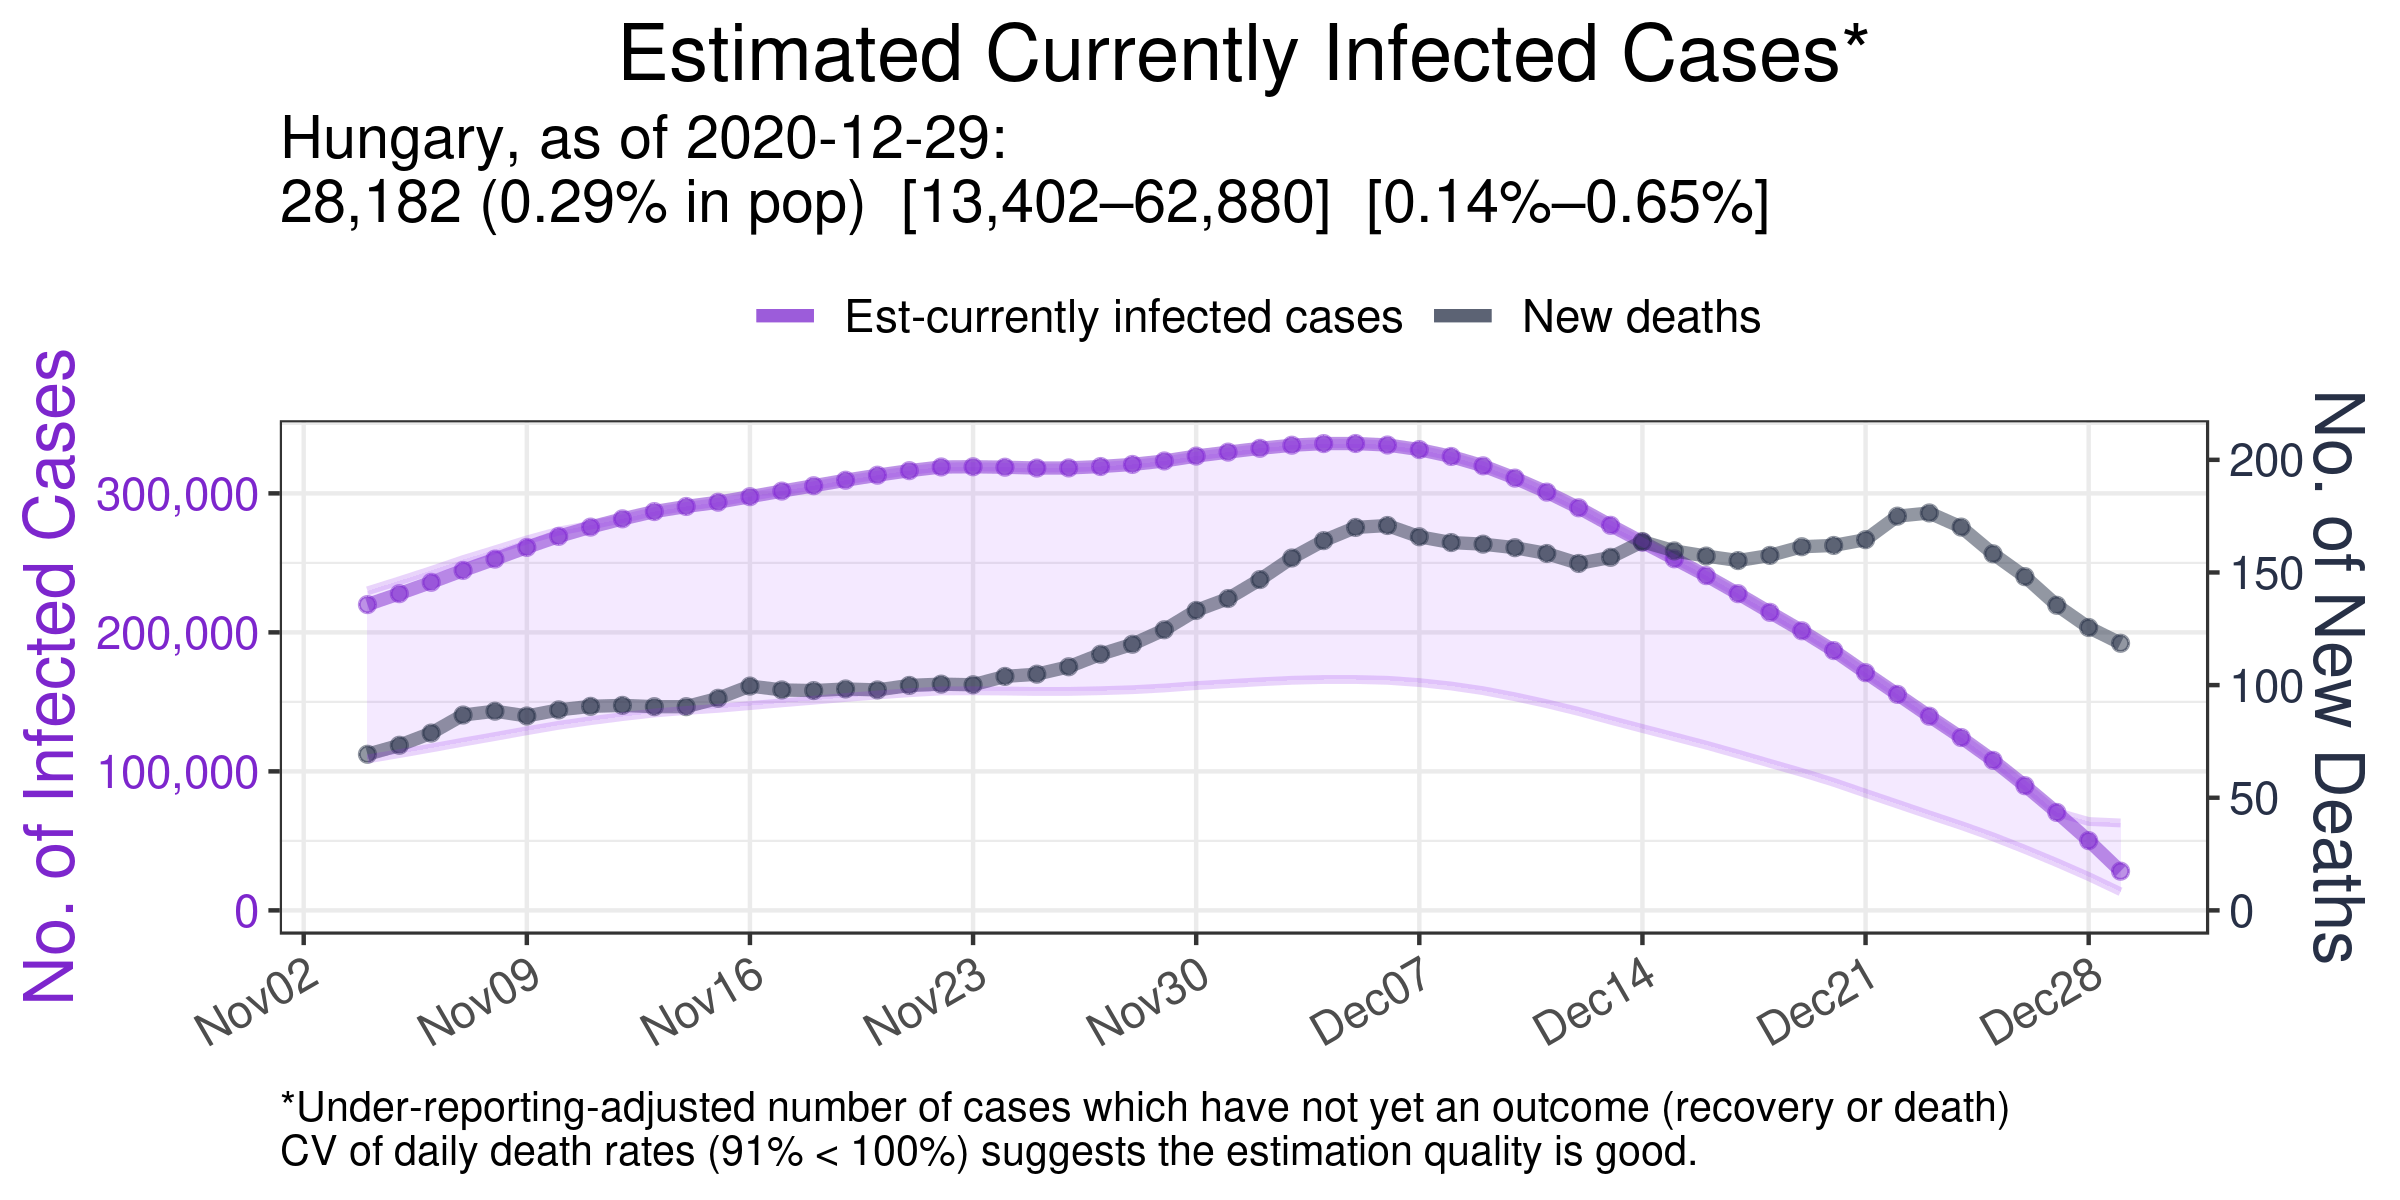 Estimated Currently Infected Cases*
Hungary, as of 2020-12-29:
28,182 (0.29% in pop)  [13,402–62,880]  [0.14%–0.65%]
Est-currently infected cases
New deaths
No. of Infected Cases
300,000
200,000
100,000
0
200
150
100
50
0
No. of New Deaths
Nov02
Nov09
Nov16
Nov23
Nov30
Dec07
Dec14
Dec21
Dec28
*Under-reporting-adjusted number of cases which have not yet an outcome (recovery or death)
CV of daily death rates (91% < 100%) suggests the estimation quality is good.